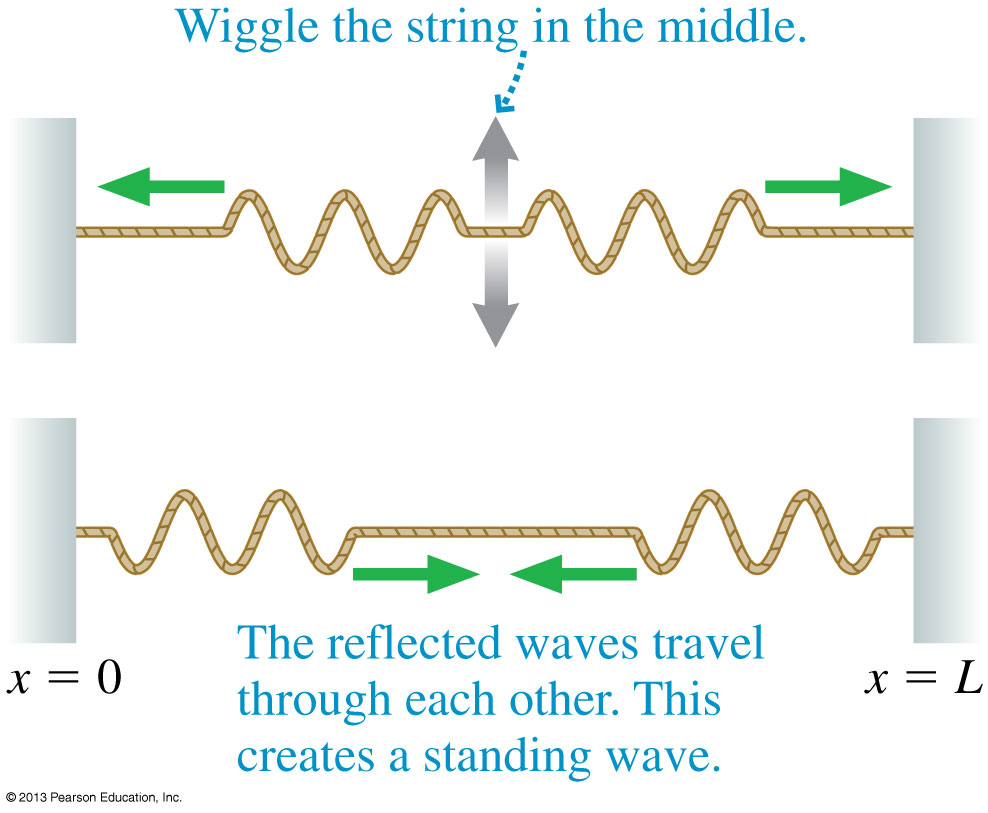 Wiggle the string in the middle.
The reflected waves travel
through each other. This
creates a standing wave.
x = 0
x = L
© 2013 Pearson Education, Inc.